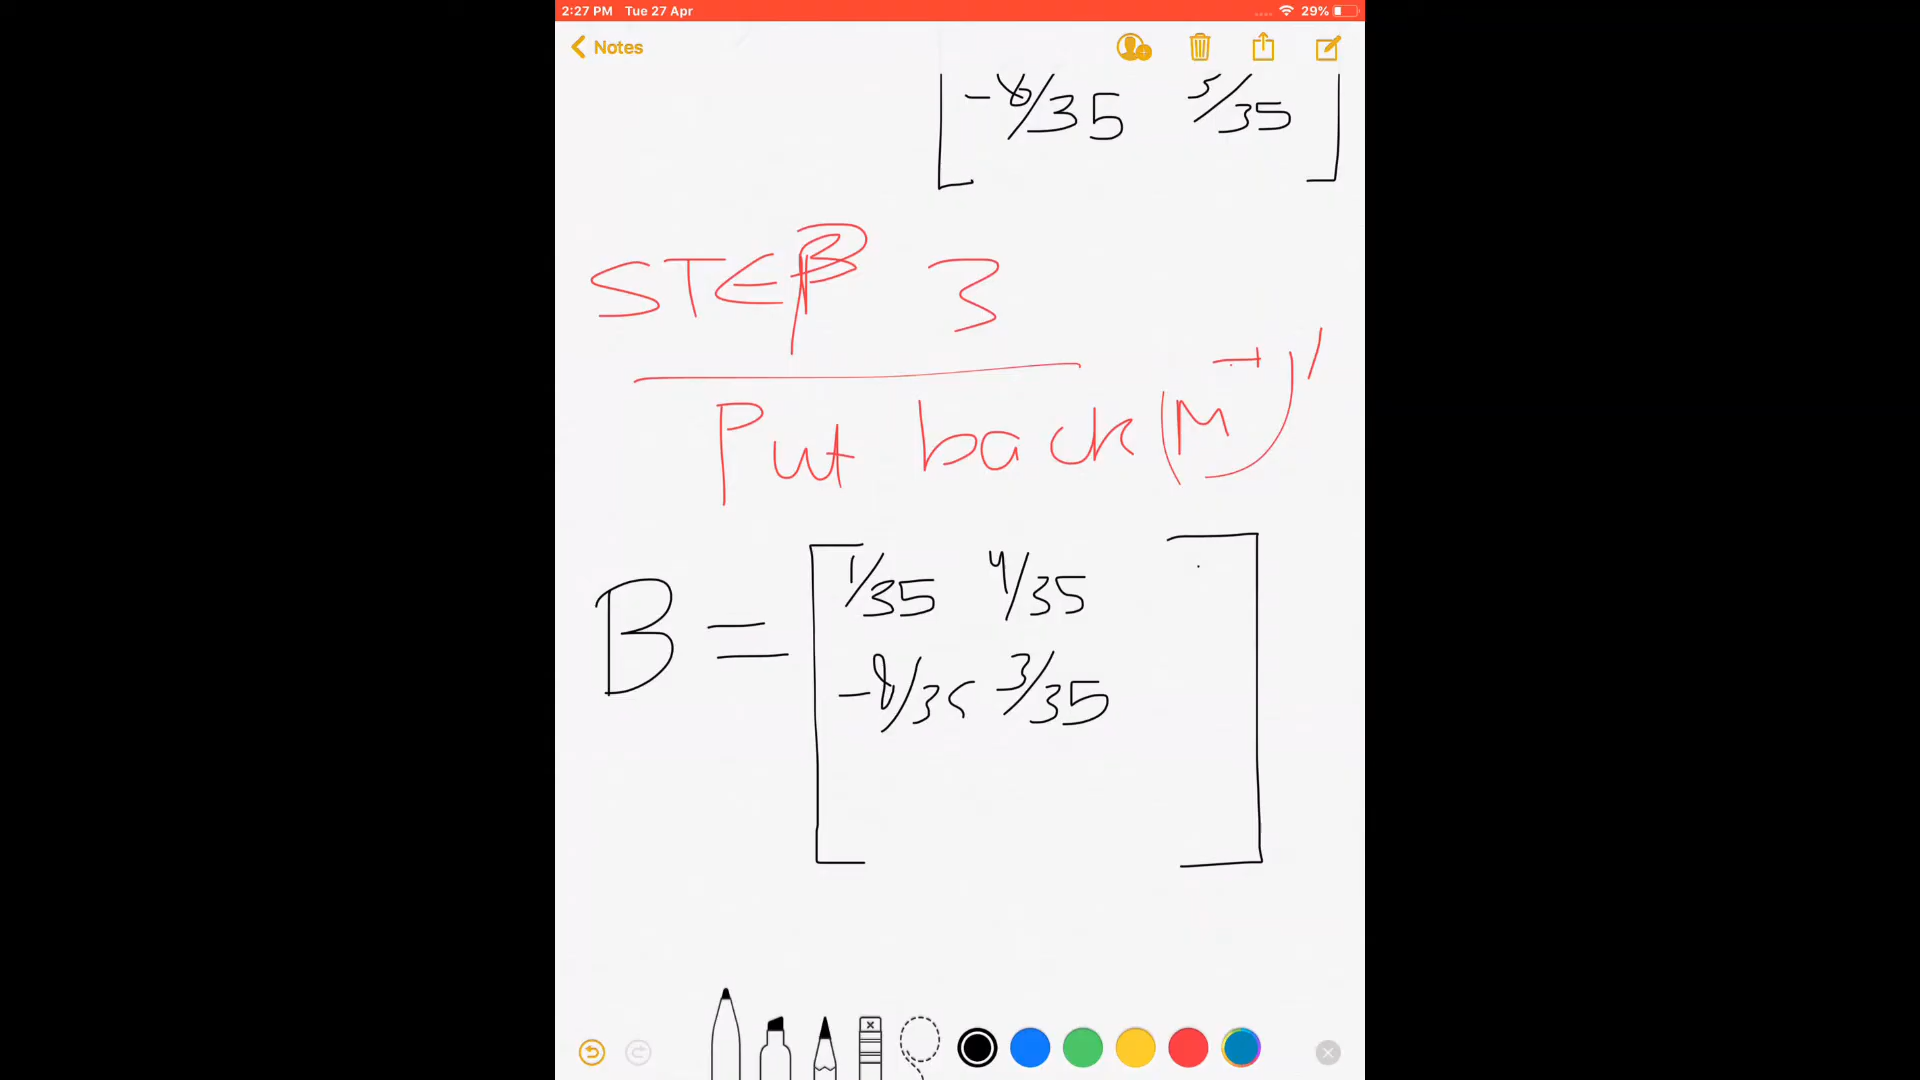 2:27 PM Tue 27 Apr 29%
Notes
-8/35 3/35
STEP 3
Put back (M⁻¹)'
B = 1/35 4/35
-8/35 3/35